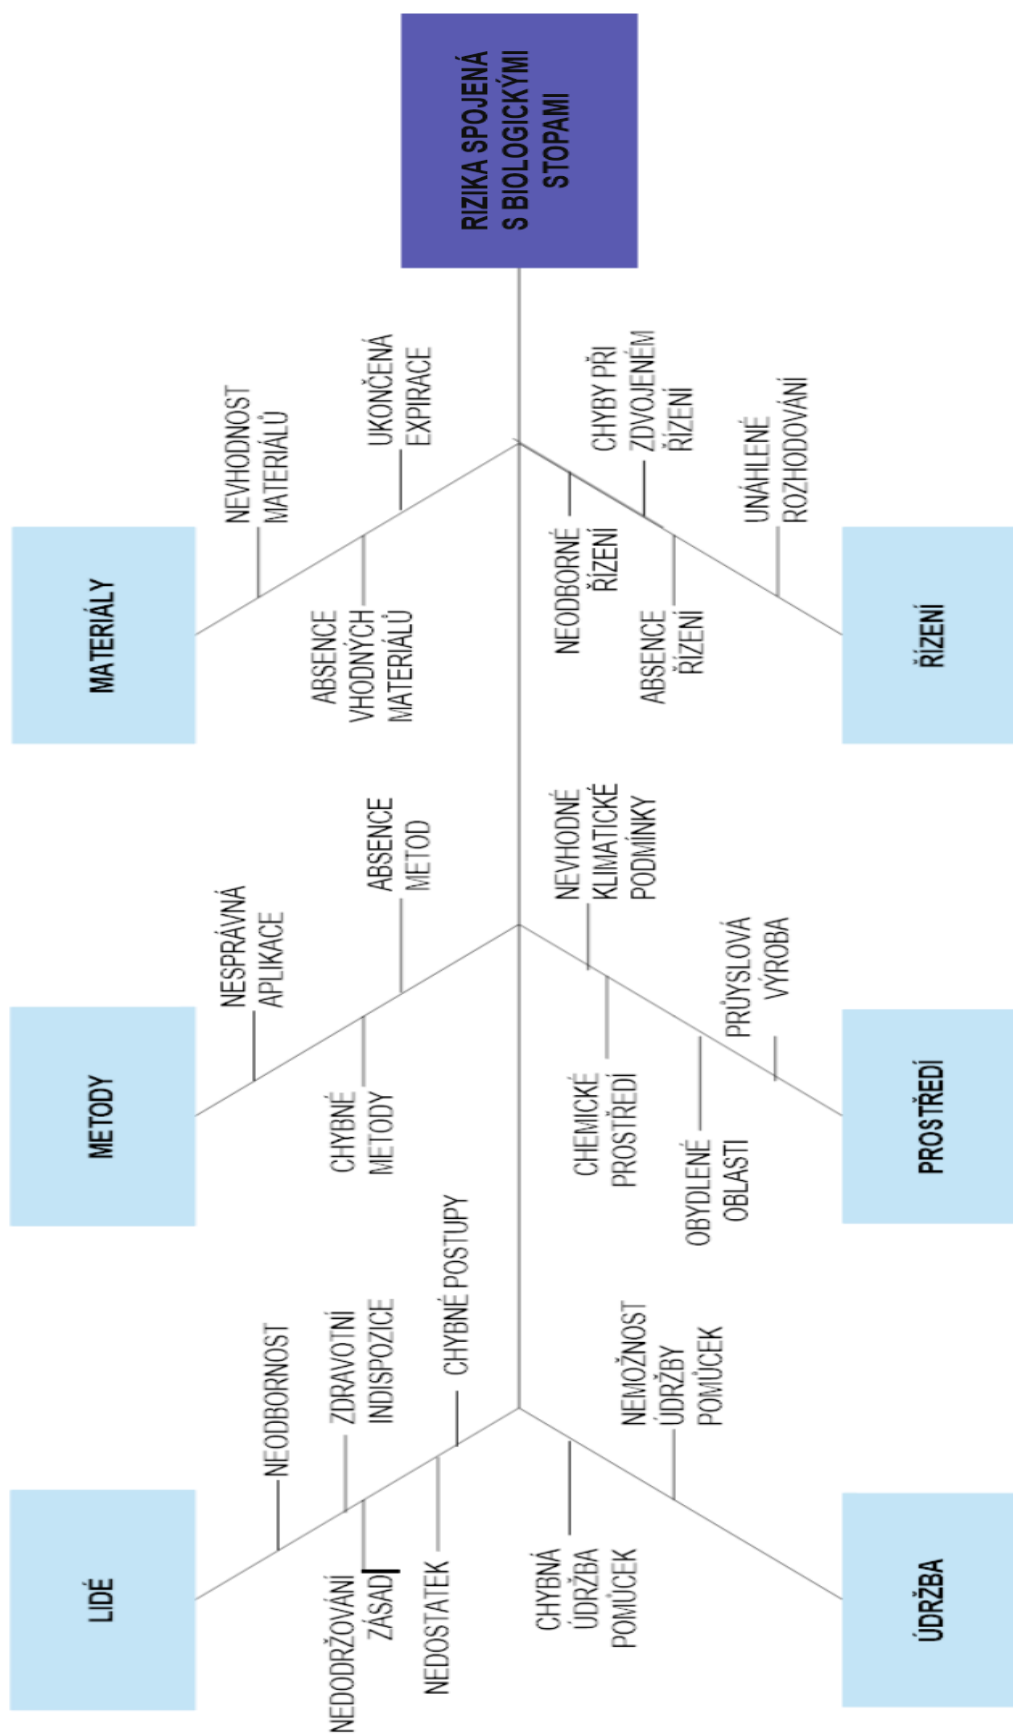 LIDÉ
METODY
MATERIÁLY
NEODBORNOST
ZDRAVOTNÍ
INDISPOZICE
NEDODRŽOVÁNÍ
ZÁSAD
NEDOSTATEK
CHYBNÉ POSTUPY
NESPRÁVNÁ
APLIKACE
CHYBNÉ
METODY
ABSENCE
METOD
NEVHODNOST
MATERIÁLŮ
ABSENCE
VHODNÝCH
MATERIÁLŮ
UKONČENÁ
EXPIRACE
RIZIKA SPOJENÁ
S BIOLOGICKÝMI
STOPAMI
CHYBNÁ
ÚDRŽBA
POMŮCEK
NEMOŽNOST
ÚDRŽBY
POMŮCEK
NEVHODNÉ
KLIMATICKÉ
PODMÍNKY
CHEMICKÉ
PROSTŘEDÍ
OBYDLENÉ
OBLASTI
PRŮYSLOVÁ
VÝROBA
NEODBORNÉ
ŘÍZENÍ
CHYBY PŘI
ZDVOJENÉM
ŘÍZENÍ
ABSENCE
ŘÍZENÍ
UNÁHLENÉ
ROZHODOVÁNÍ
ÚDRŽBA
PROSTŘEDÍ
ŘÍZENÍ